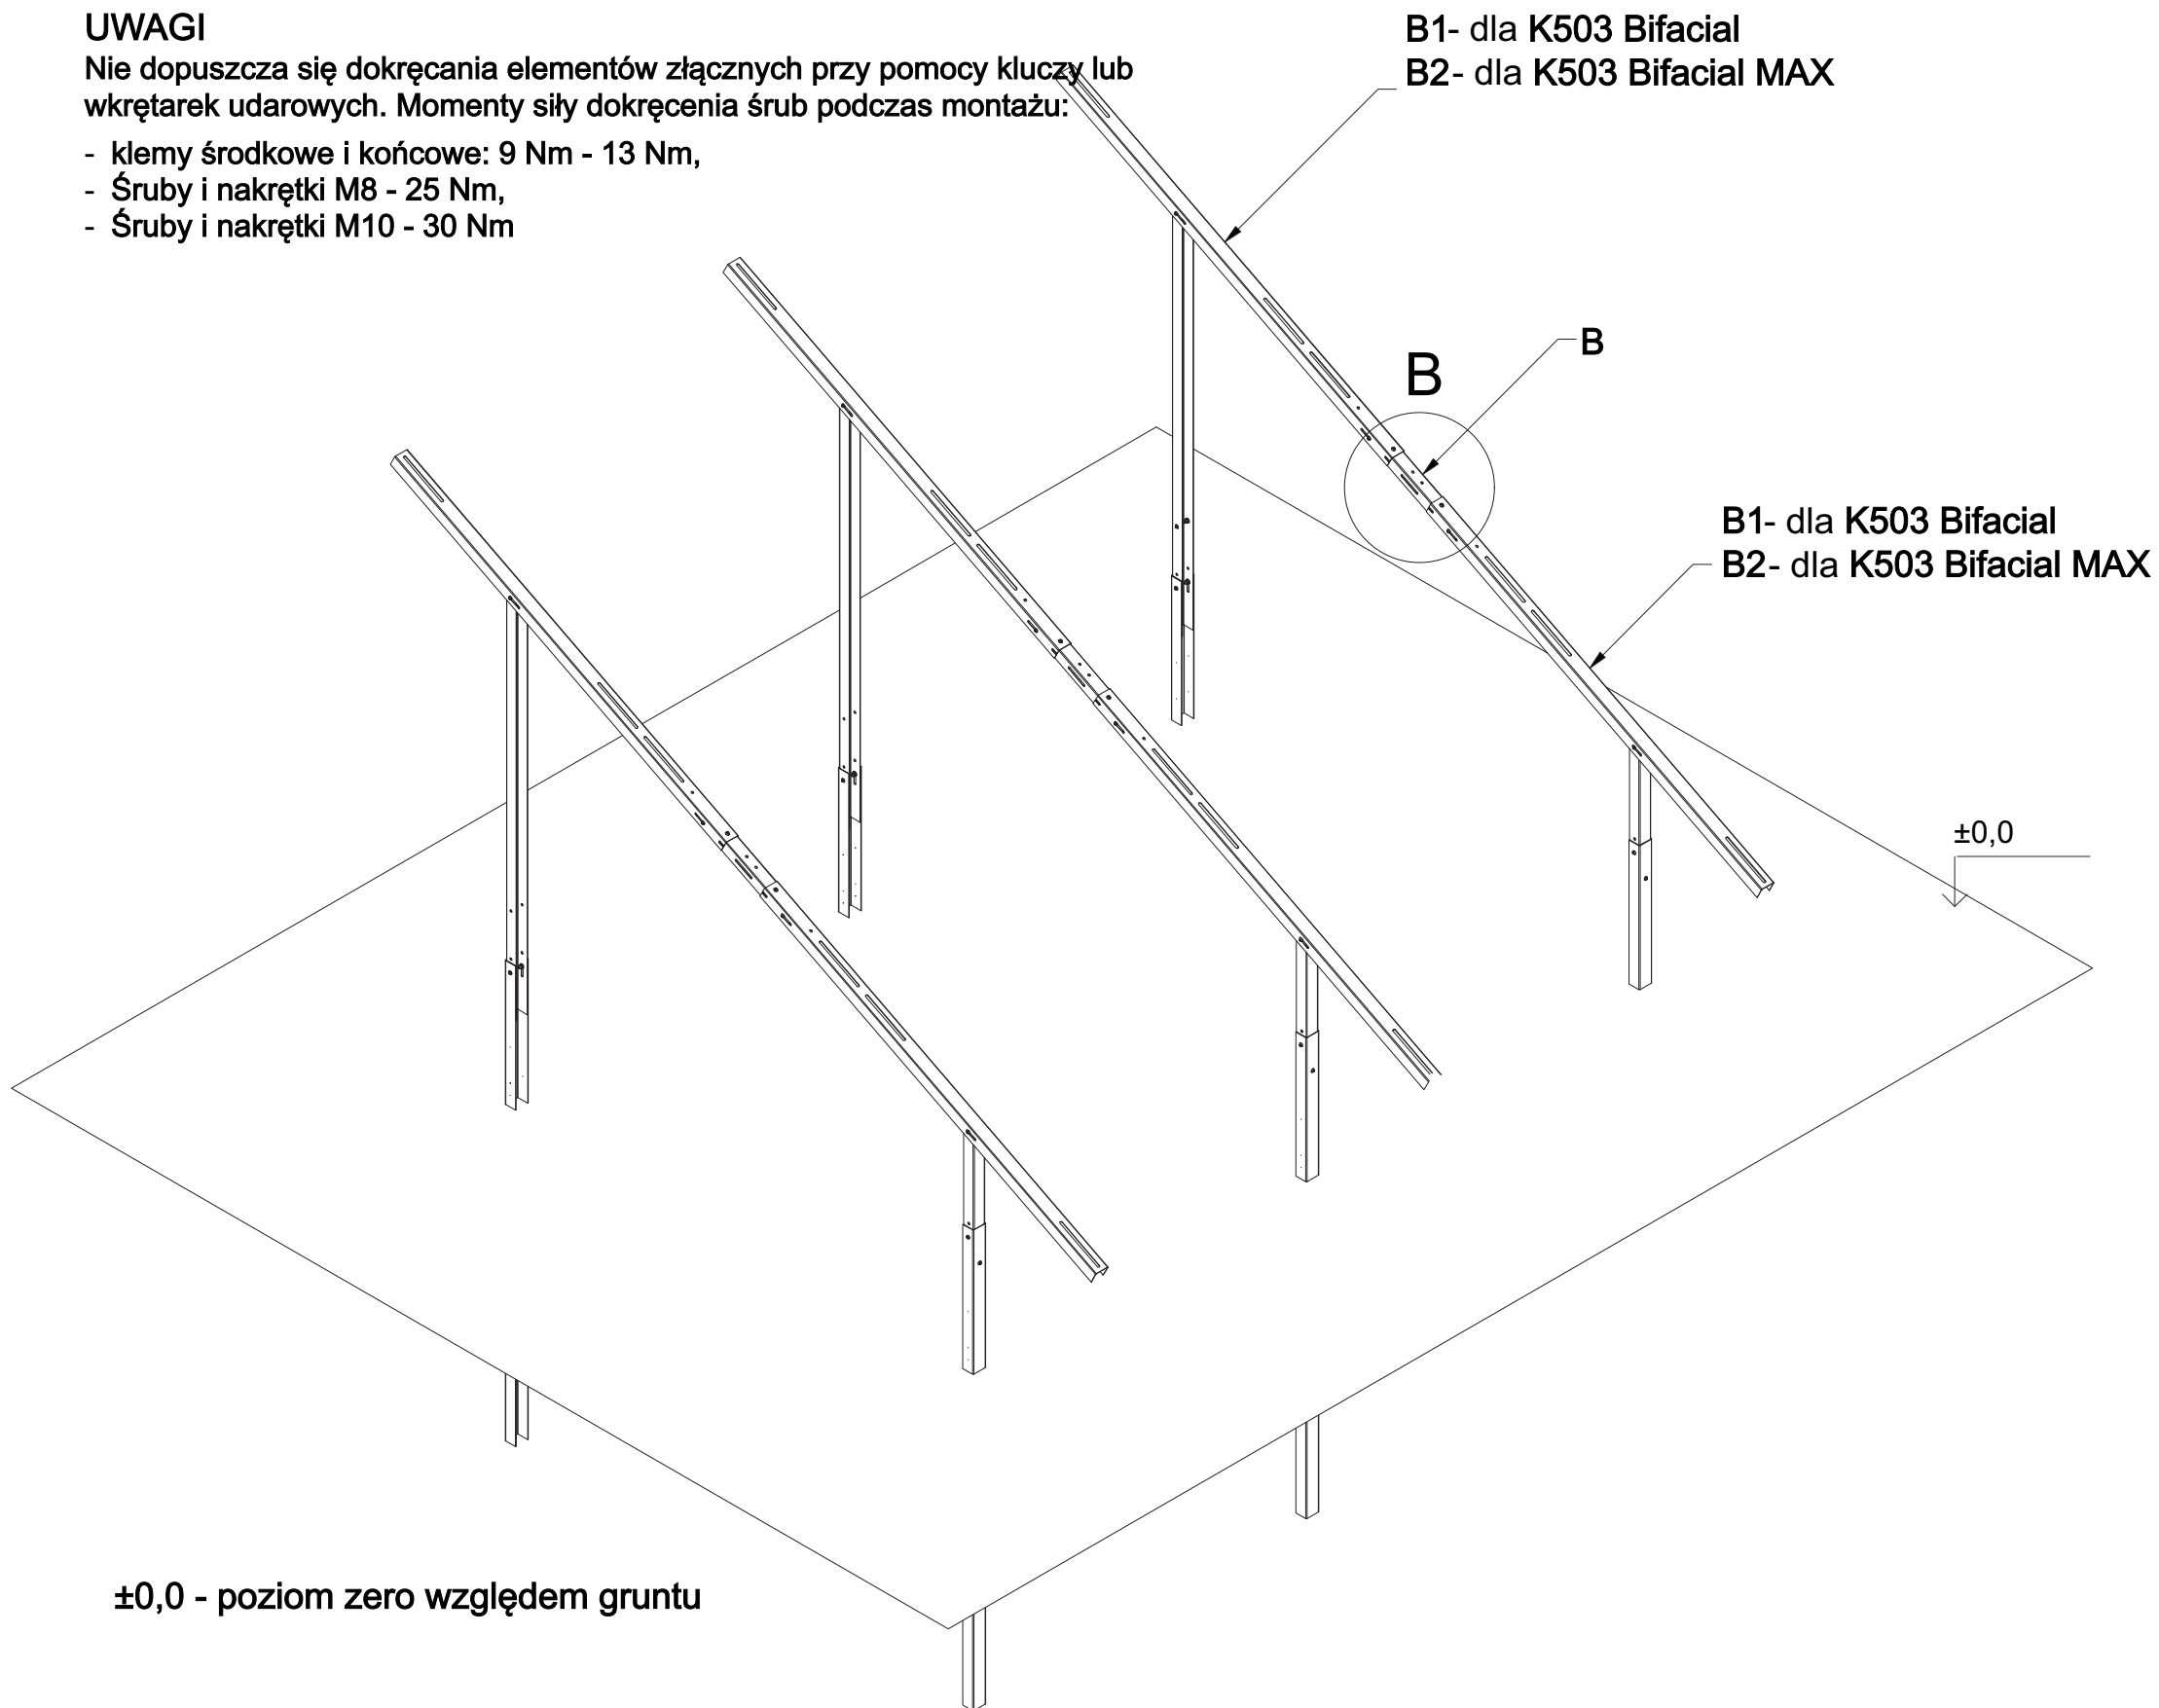 UWAGI
Nie dopuszcza się dokręcania elementów złącznych przy pomocy kluczy lub
wkrętarek udarowych. Momenty siły dokręcenia śrub podczas montażu:
- klemy środkowe i końcowe: 9 Nm - 13 Nm,
- Śruby i nakrętki M8 - 25 Nm,
- Śruby i nakrętki M10 - 30 Nm
B1- dla K503 Bifacial
B2- dla K503 Bifacial MAX
B
B
B1- dla K503 Bifacial
B2- dla K503 Bifacial MAX
±0,0
±0,0 - poziom zero względem gruntu